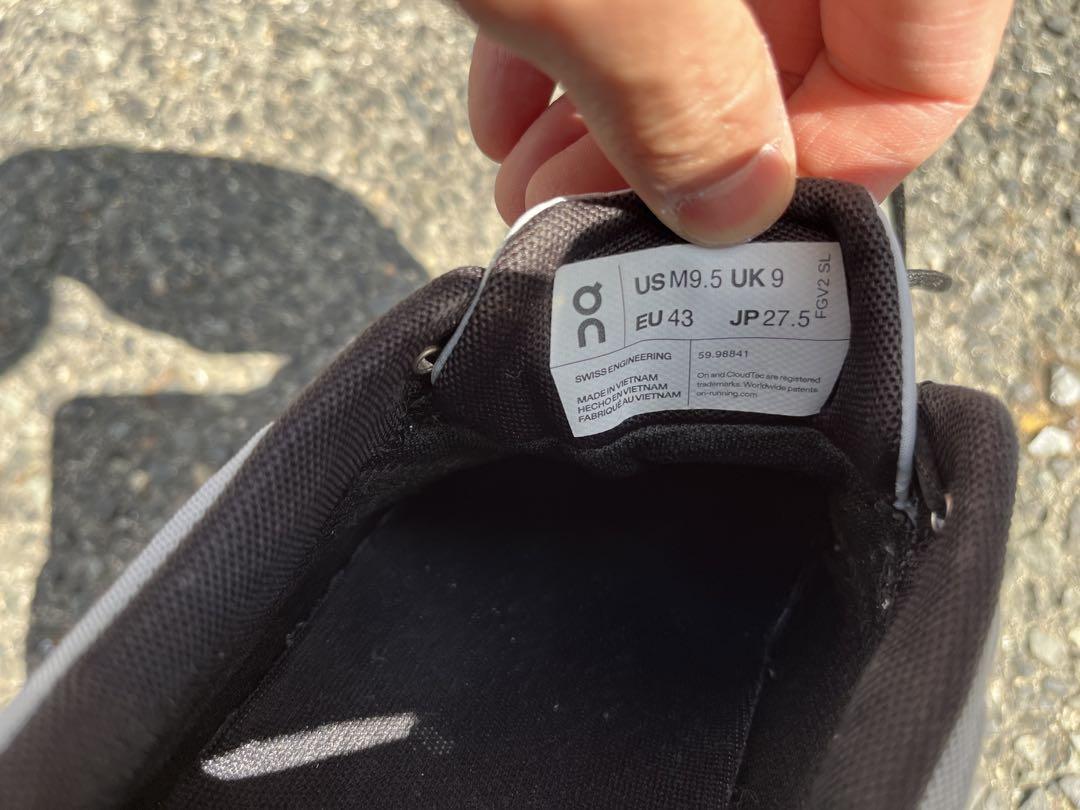 on
US M9.5 UK 9
EU 43 JP 27.5
FGV2 SL
SWISS ENGINEERING
MADE IN VIETNAM
HECHO EN VIETNAM
FABRIQUÉ AU VIETNAM
59.98841
On and CloudTec are registered
trademarks. Worldwide patents
on-running.com